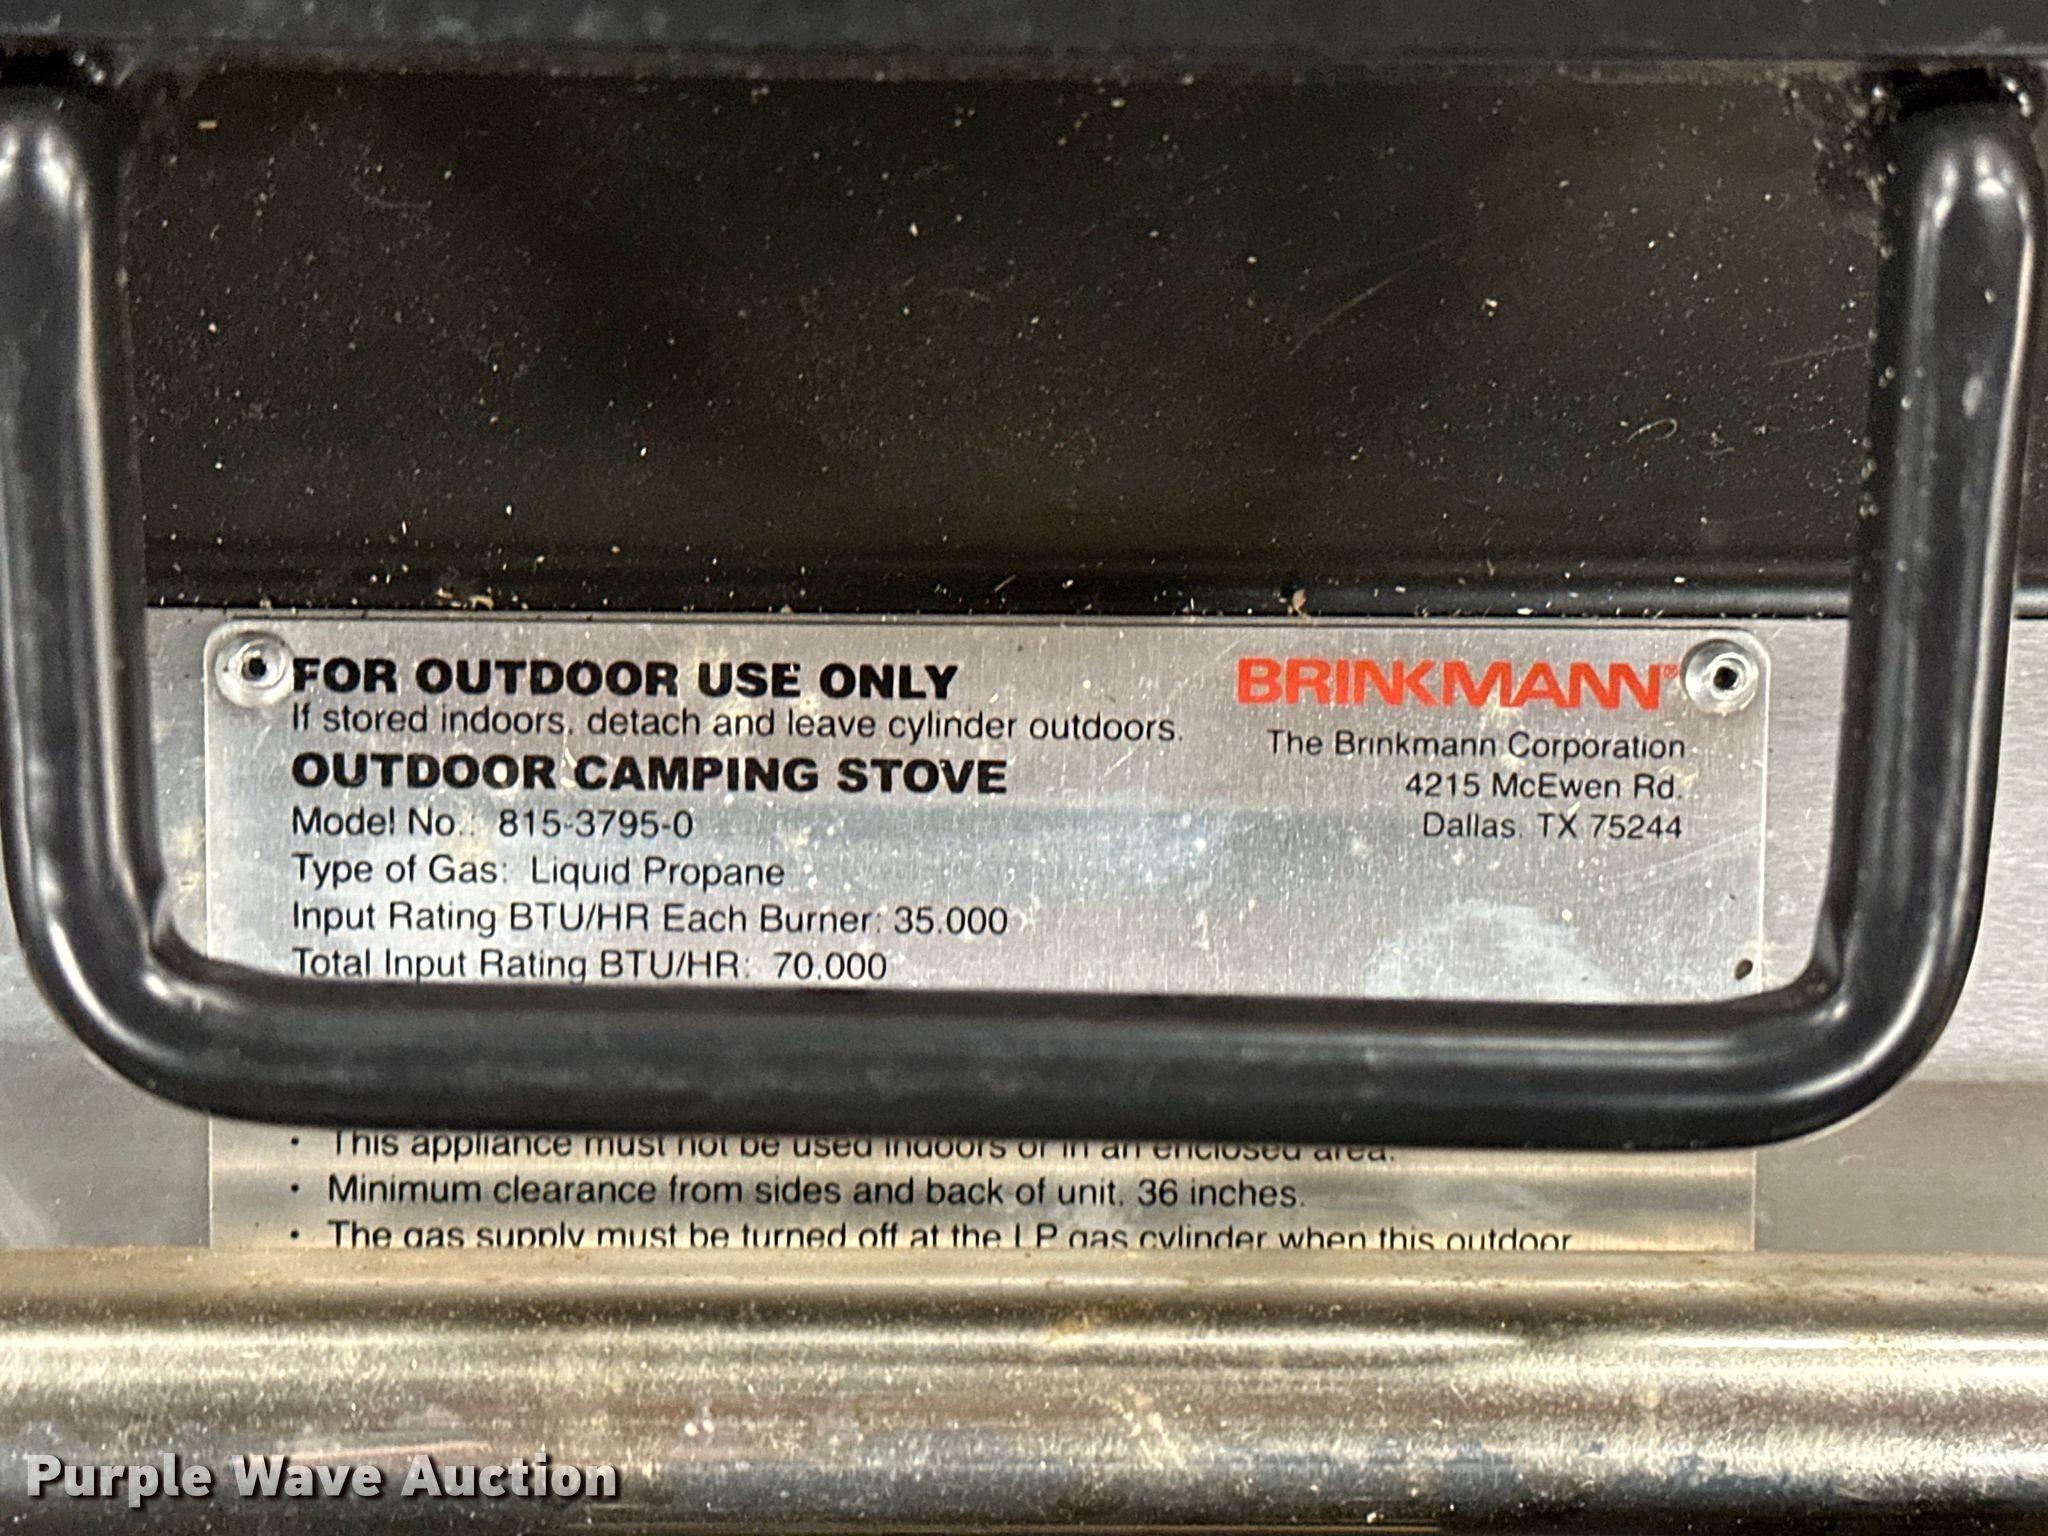 FOR OUTDOOR USE ONLY
If stored indoors, detach and leave cylinder outdoors.
OUTDOOR CAMPING STOVE
Model No.: 815-3795-0
Type of Gas: Liquid Propane
Input Rating BTU/HR Each Burner: 35,000
Total Input Rating BTU/HR: 70,000
BRINKMANN®
The Brinkmann Corporation
4215 McEwen Rd.
Dallas, TX 75244
• This appliance must not be used indoors or in an enclosed area.
• Minimum clearance from sides and back of unit, 36 inches.
• The gas supply must be turned off at the LP gas cylinder when this outdoor
Purple Wave Auction